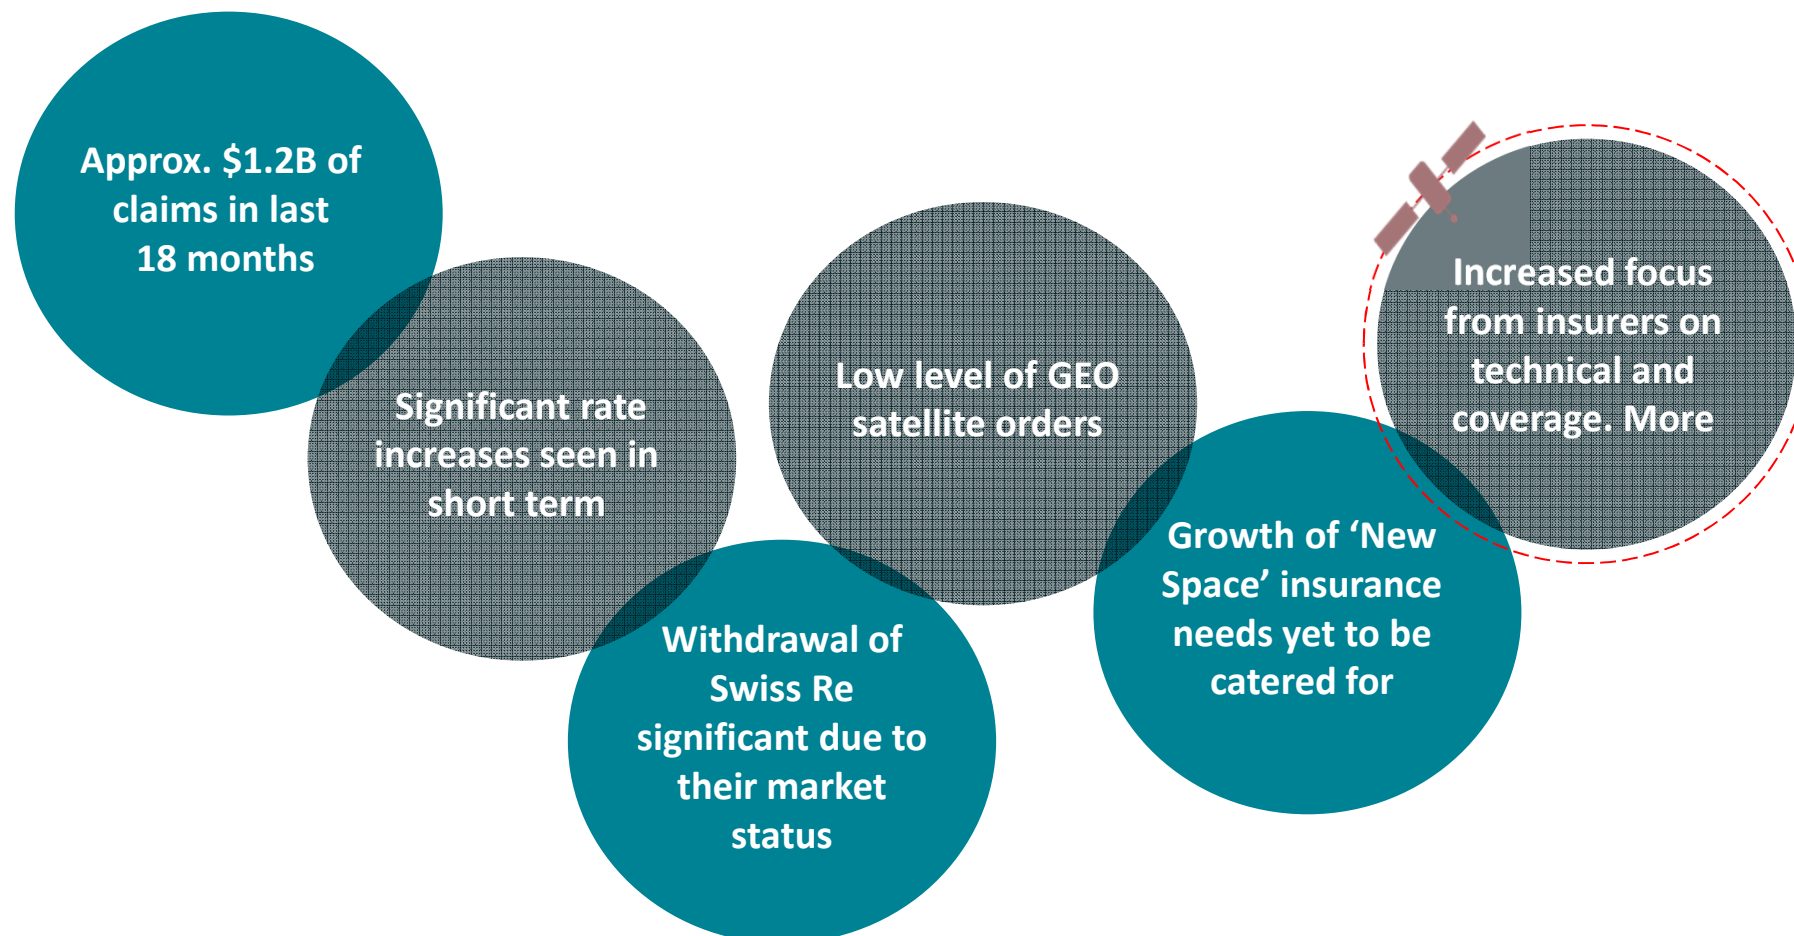 Approx. $1.2B of
claims in last
18 months
Significant rate
increases seen in
short term
Withdrawal of
Swiss Re
significant due to
their market
status
Low level of GEO
satellite orders
Growth of ‘New
Space’ insurance
needs yet to be
catered for
Increased focus
from insurers on
technical and
coverage. More